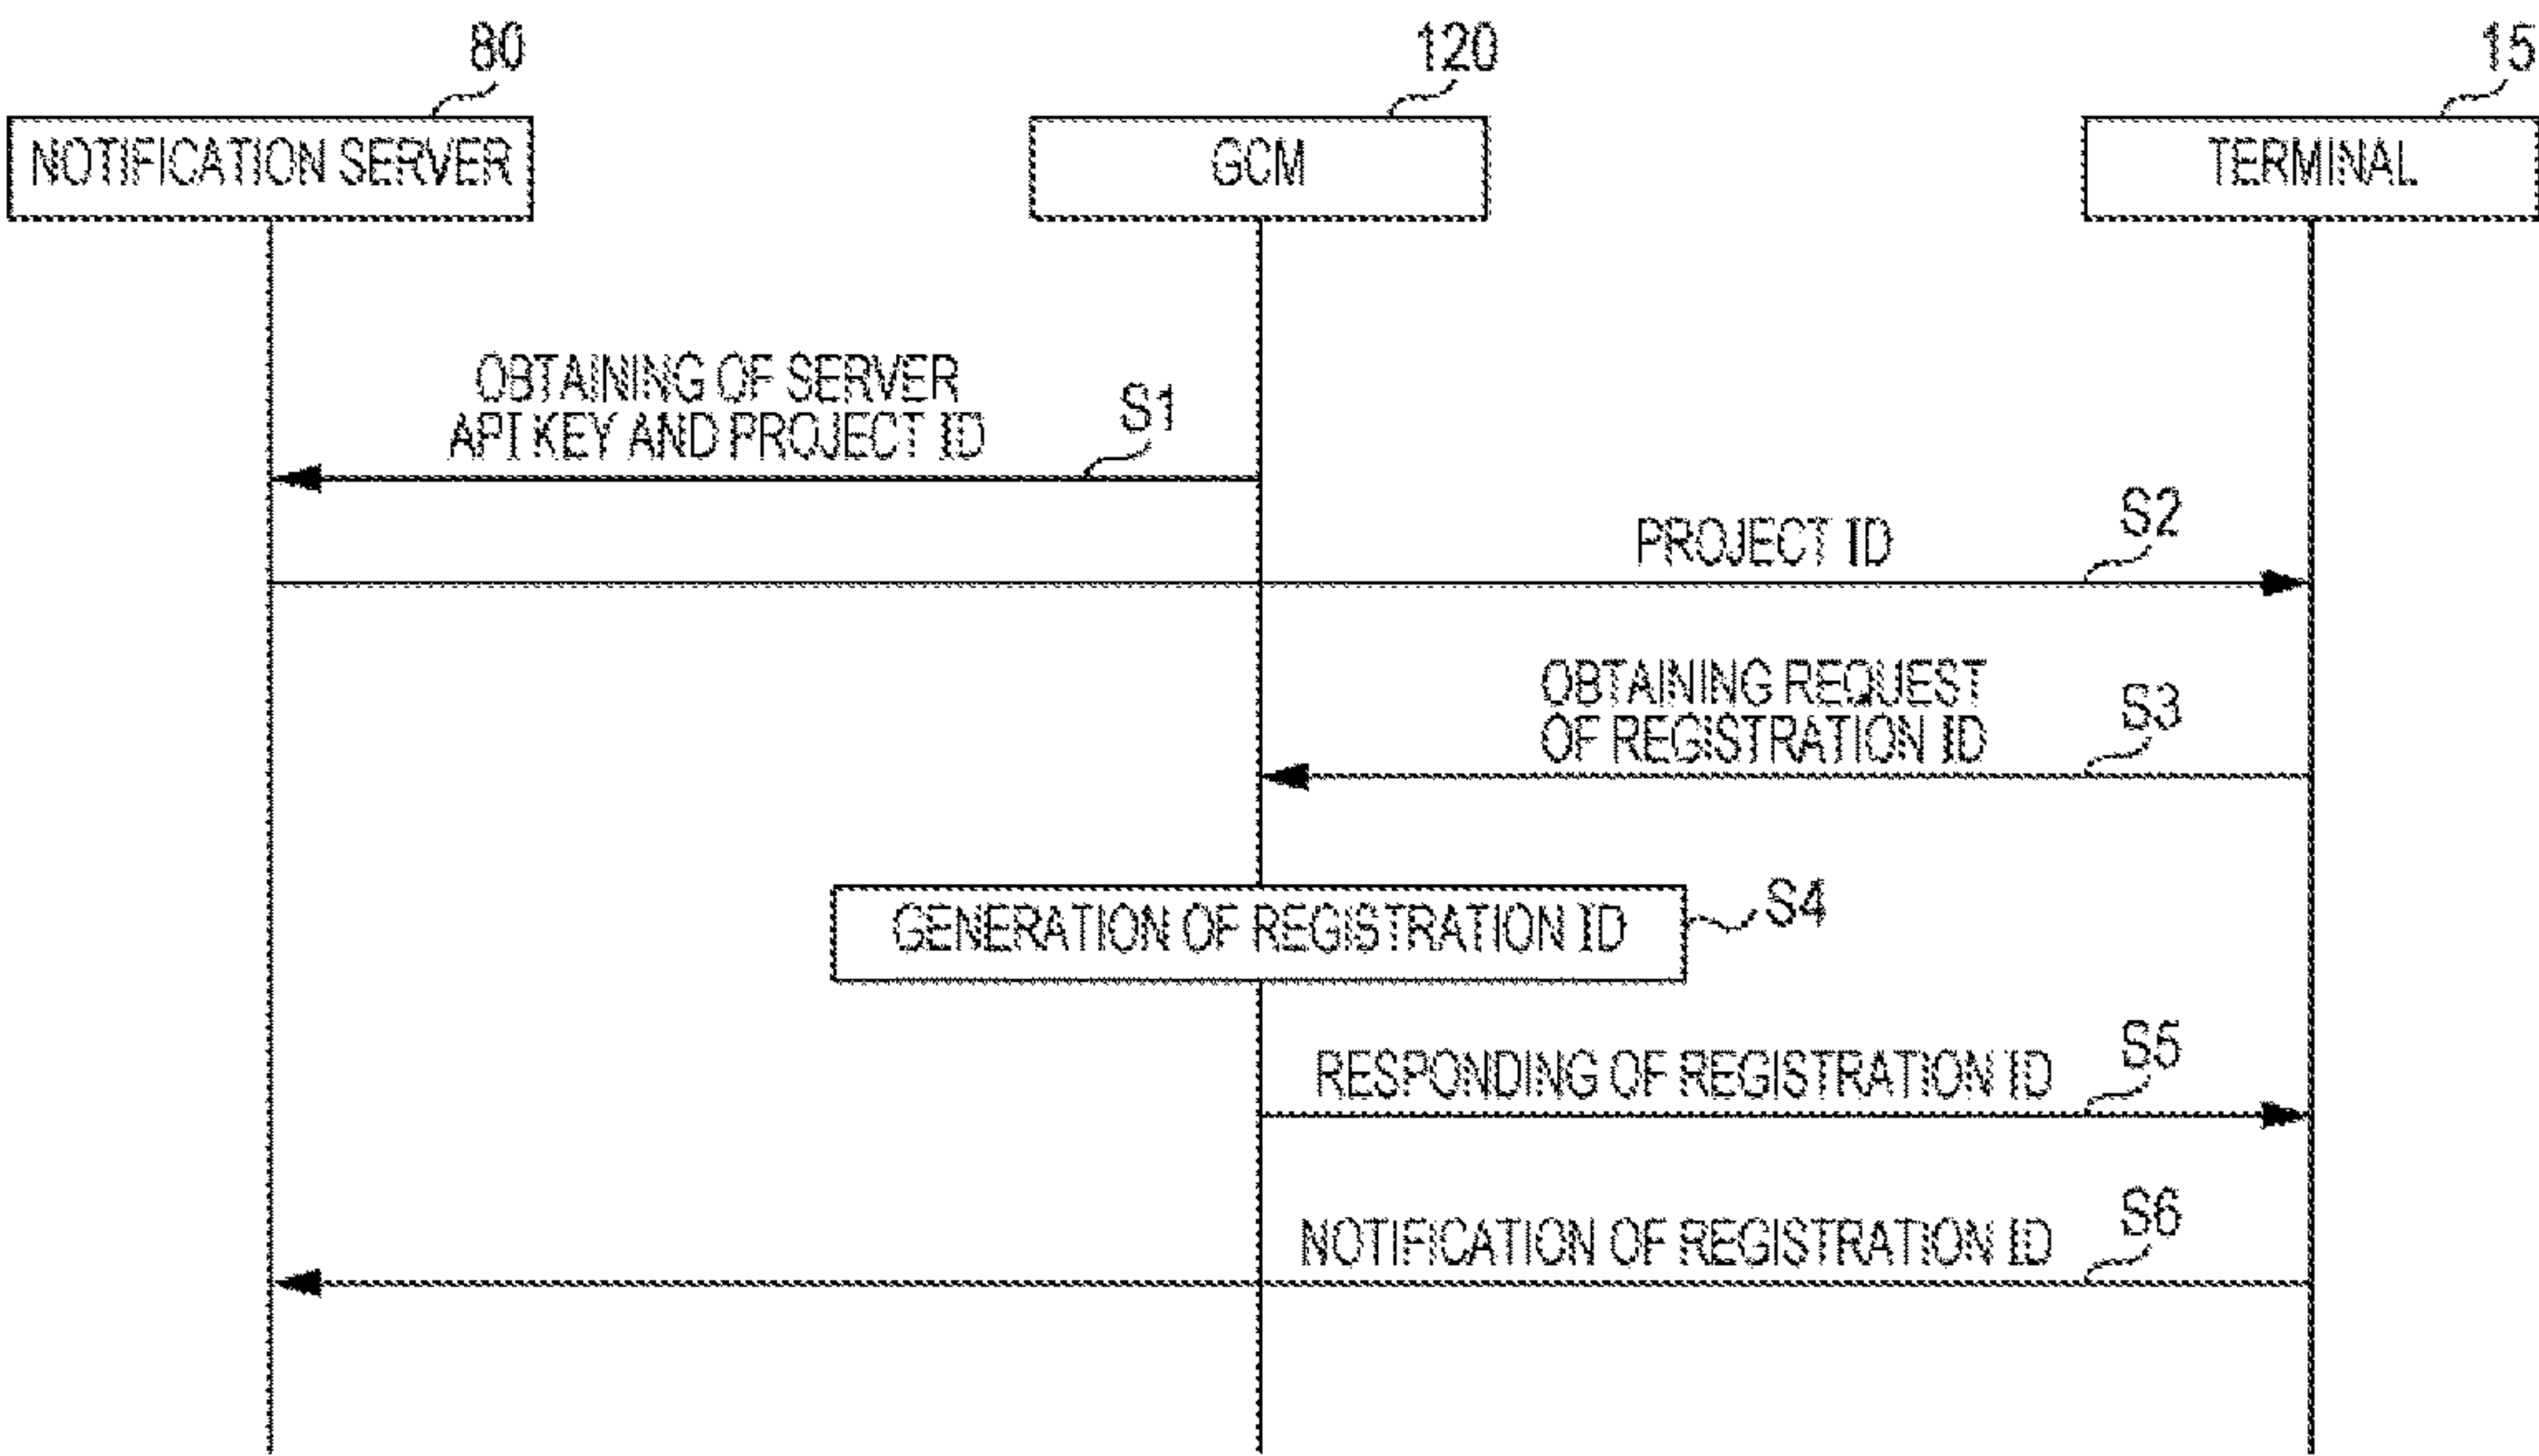 80
120
15
NOTIFICATION SERVER
GCM
TERMINAL
OBTAINING OF SERVER
API KEY AND PROJECT ID
S1
PROJECT ID
S2
OBTAINING REQUEST
OF REGISTRATION ID
S3
GENERATION OF REGISTRATION ID
S4
RESPONDING OF REGISTRATION ID
S5
NOTIFICATION OF REGISTRATION ID
S6